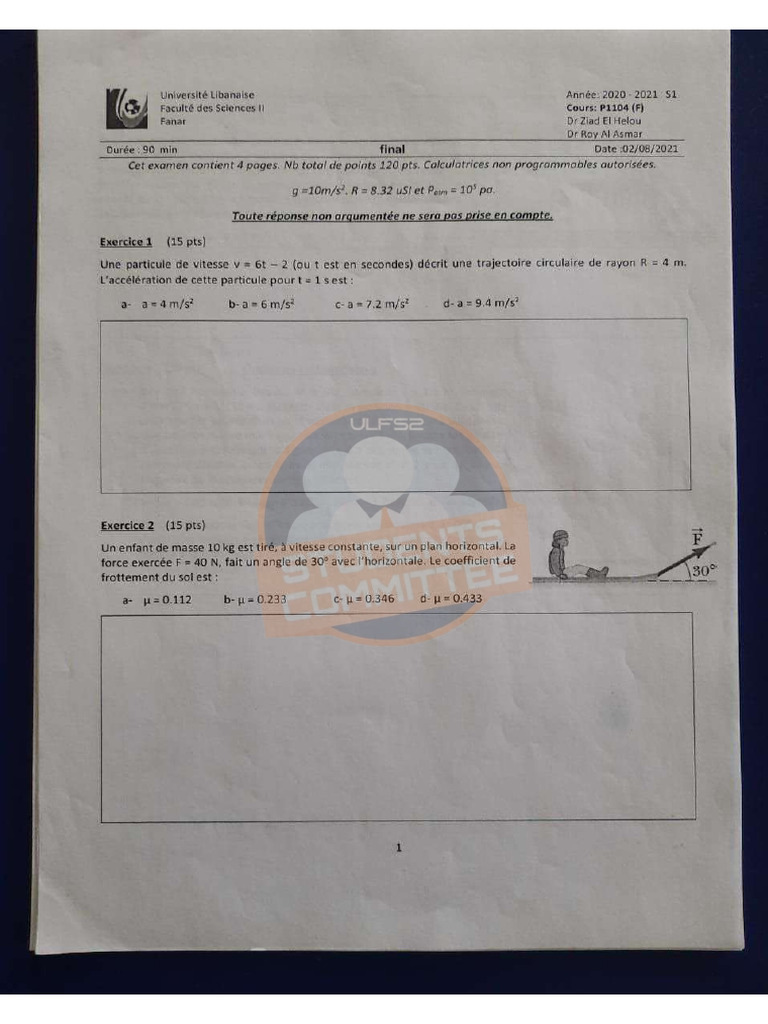 Université Libanaise
Faculté des Sciences II
Fanar
Année: 2020 - 2021 S1
Cours: P1104 (F)
Dr Ziad El Helou
Dr Roy Al Asmar
Durée : 90 min final Date :02/08/2021
Cet examen contient 4 pages. Nb total de points 120 pts. Calculatrices non programmables autorisées.
g =10m/s². R = 8.32 uSI et Patm = 10⁵ pa.
Toute réponse non argumentée ne sera pas prise en compte.
Exercice 1 (15 pts)
Une particule de vitesse v = 6t – 2 (ou t est en secondes) décrit une trajectoire circulaire de rayon R = 4 m.
L'accélération de cette particule pour t = 1 s est :
a- a = 4 m/s² b- a = 6 m/s² c- a = 7.2 m/s² d- a = 9.4 m/s²
ULFS2
STUDENTS
COMMITTEE
Exercice 2 (15 pts)
Un enfant de masse 10 kg est tiré, à vitesse constante, sur un plan horizontal. La
force exercée F = 40 N, fait un angle de 30° avec l'horizontale. Le coefficient de
frottement du sol est :
F
30°
a- μ = 0.112 b- μ = 0.233 c- μ = 0.346 d- μ = 0.433
1